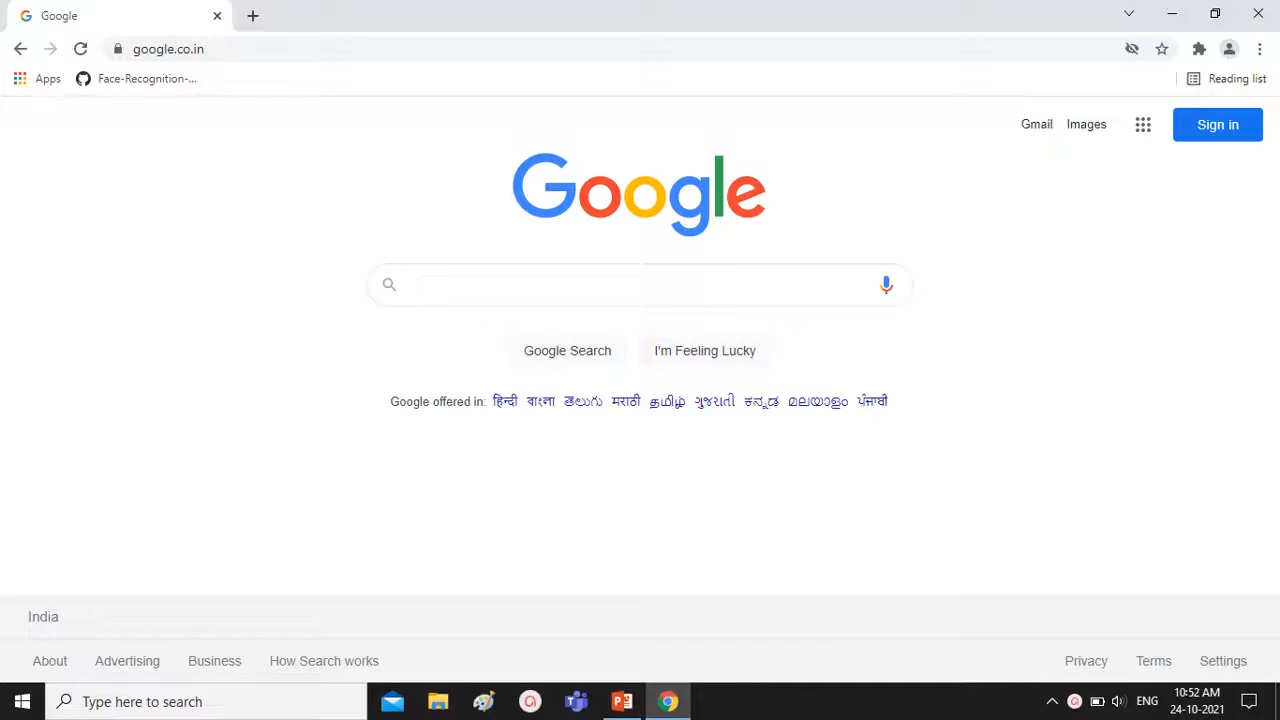 Google
google.co.in
Apps Face-Recognition-...
Reading list
Gmail Images Sign in
Google
Google Search I'm Feeling Lucky
Google offered in: हिन्दी বাংলা తెలుగు मराठी தமிழ் ગુજરાતી ಕನ್ನಡ മലയാളം ਪੰਜਾਬੀ
India
About Advertising Business How Search works Privacy Terms Settings
Type here to search
ENG
10:52 AM
24-10-2021